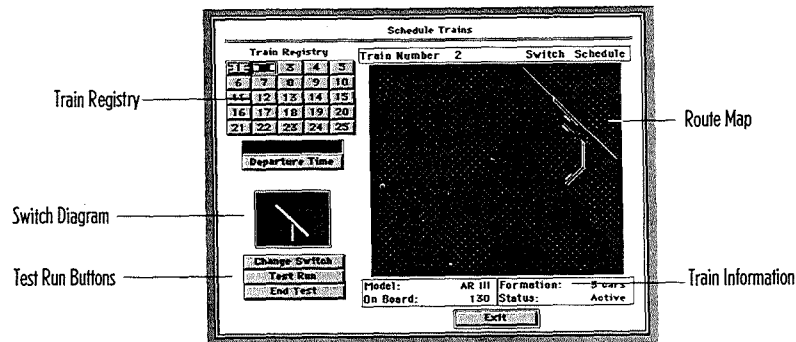 Schedule Trains
Train Registry
Train Number 2 Switch Schedule
3 4 5
6 7 8 9 10
11 12 13 14 15
16 17 18 19 20
21 22 23 24 25
Departure Time
Change Switch
Test Run
End Test
Model: AR III
On Board: 130
Formation: 5 cars
Status: Active
Exit
Train Registry
Switch Diagram
Test Run Buttons
Route Map
Train Information